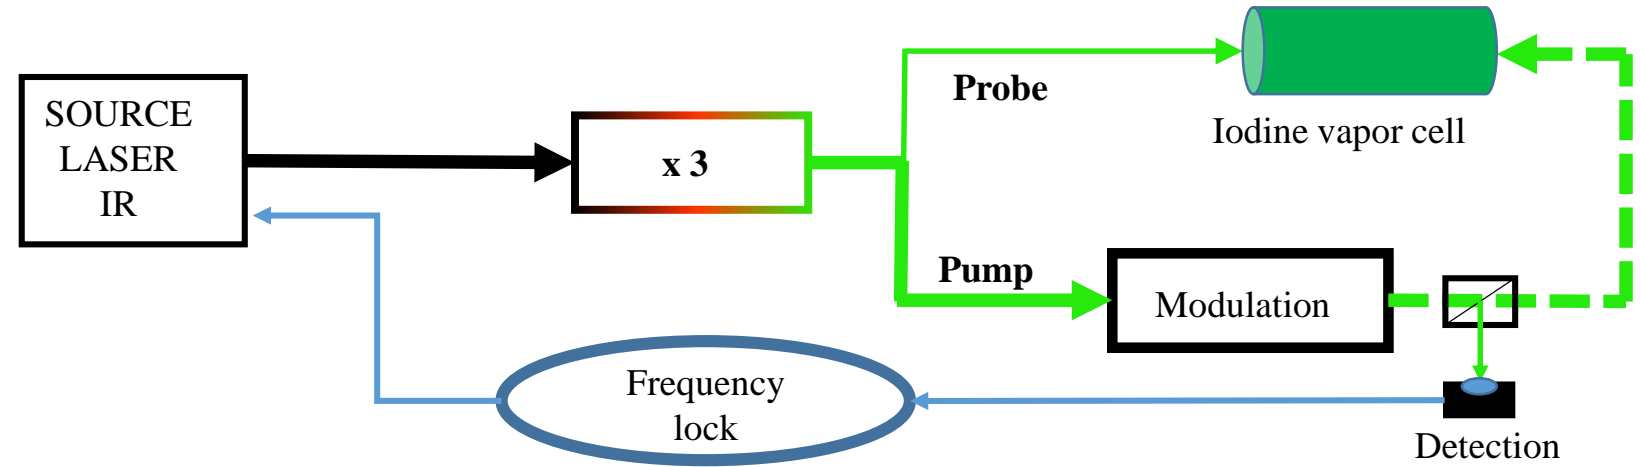 SOURCE
LASER
IR
x 3
Probe
Iodine vapor cell
Pump
Modulation
Frequency
lock
Detection